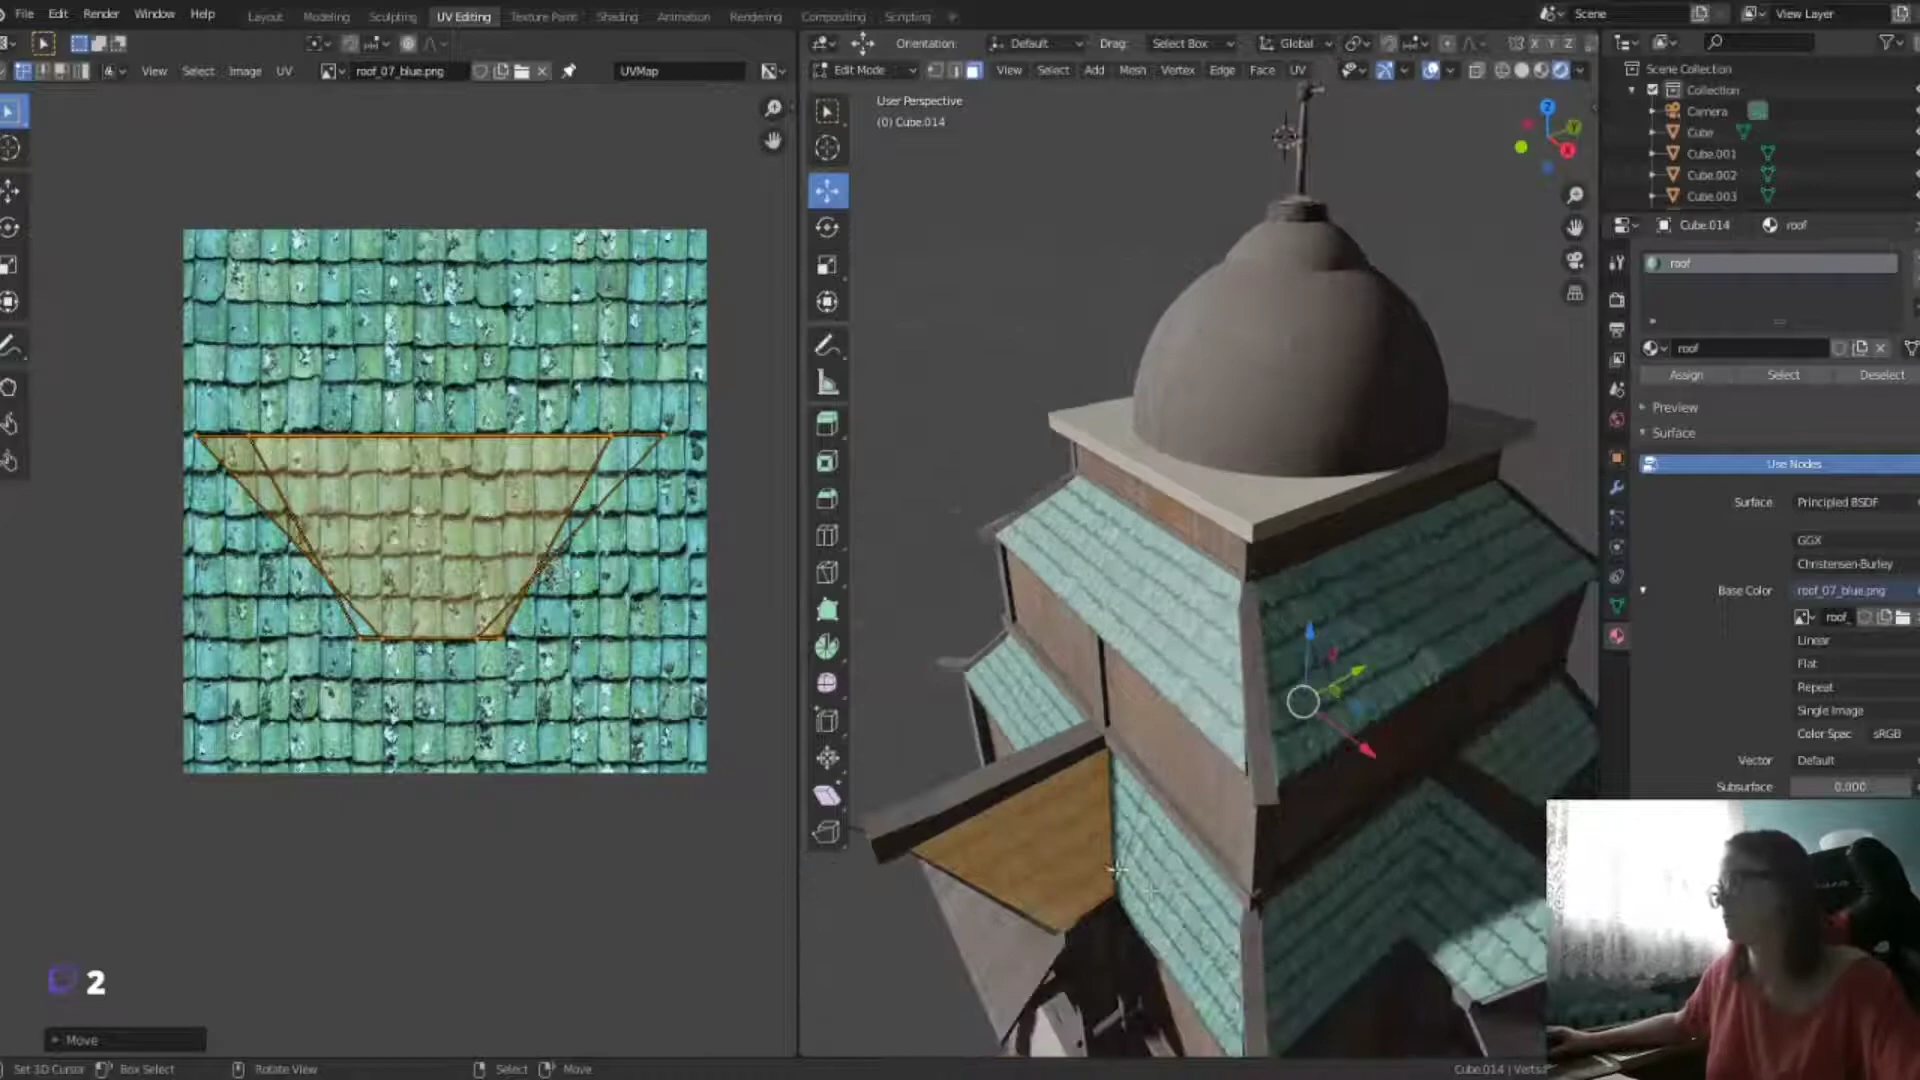 File Edit Render Window Help
Layout Modeling Sculpting UV Editing Texture Paint Shading Animation Rendering Compositing Scripting +
Scene
View Layer
Orientation: Default Drag: Select Box Global
View Select Image UV roof_07_blue.png UVMap
Edit Mode View Select Add Mesh Vertex Edge Face UV
X Y Z
User Perspective
(0) Cube.014
Scene Collection
Collection
Camera
Cube
Cube.001
Cube.002
Cube.003
Cube.014 roof
roof
roof
Assign Select Deselect
Preview
Surface
Use Nodes
Surface Principled BSDF
GGX
Christensen-Burley
Base Color roof_07_blue.png
roof_
Linear
Flat
Repeat
Single Image
Color Spac sRGB
Vector Default
Subsurface 0.000
2
Move
Set 3D Cursor Box Select Rotate View Select Move
Cube.014 | Verts: